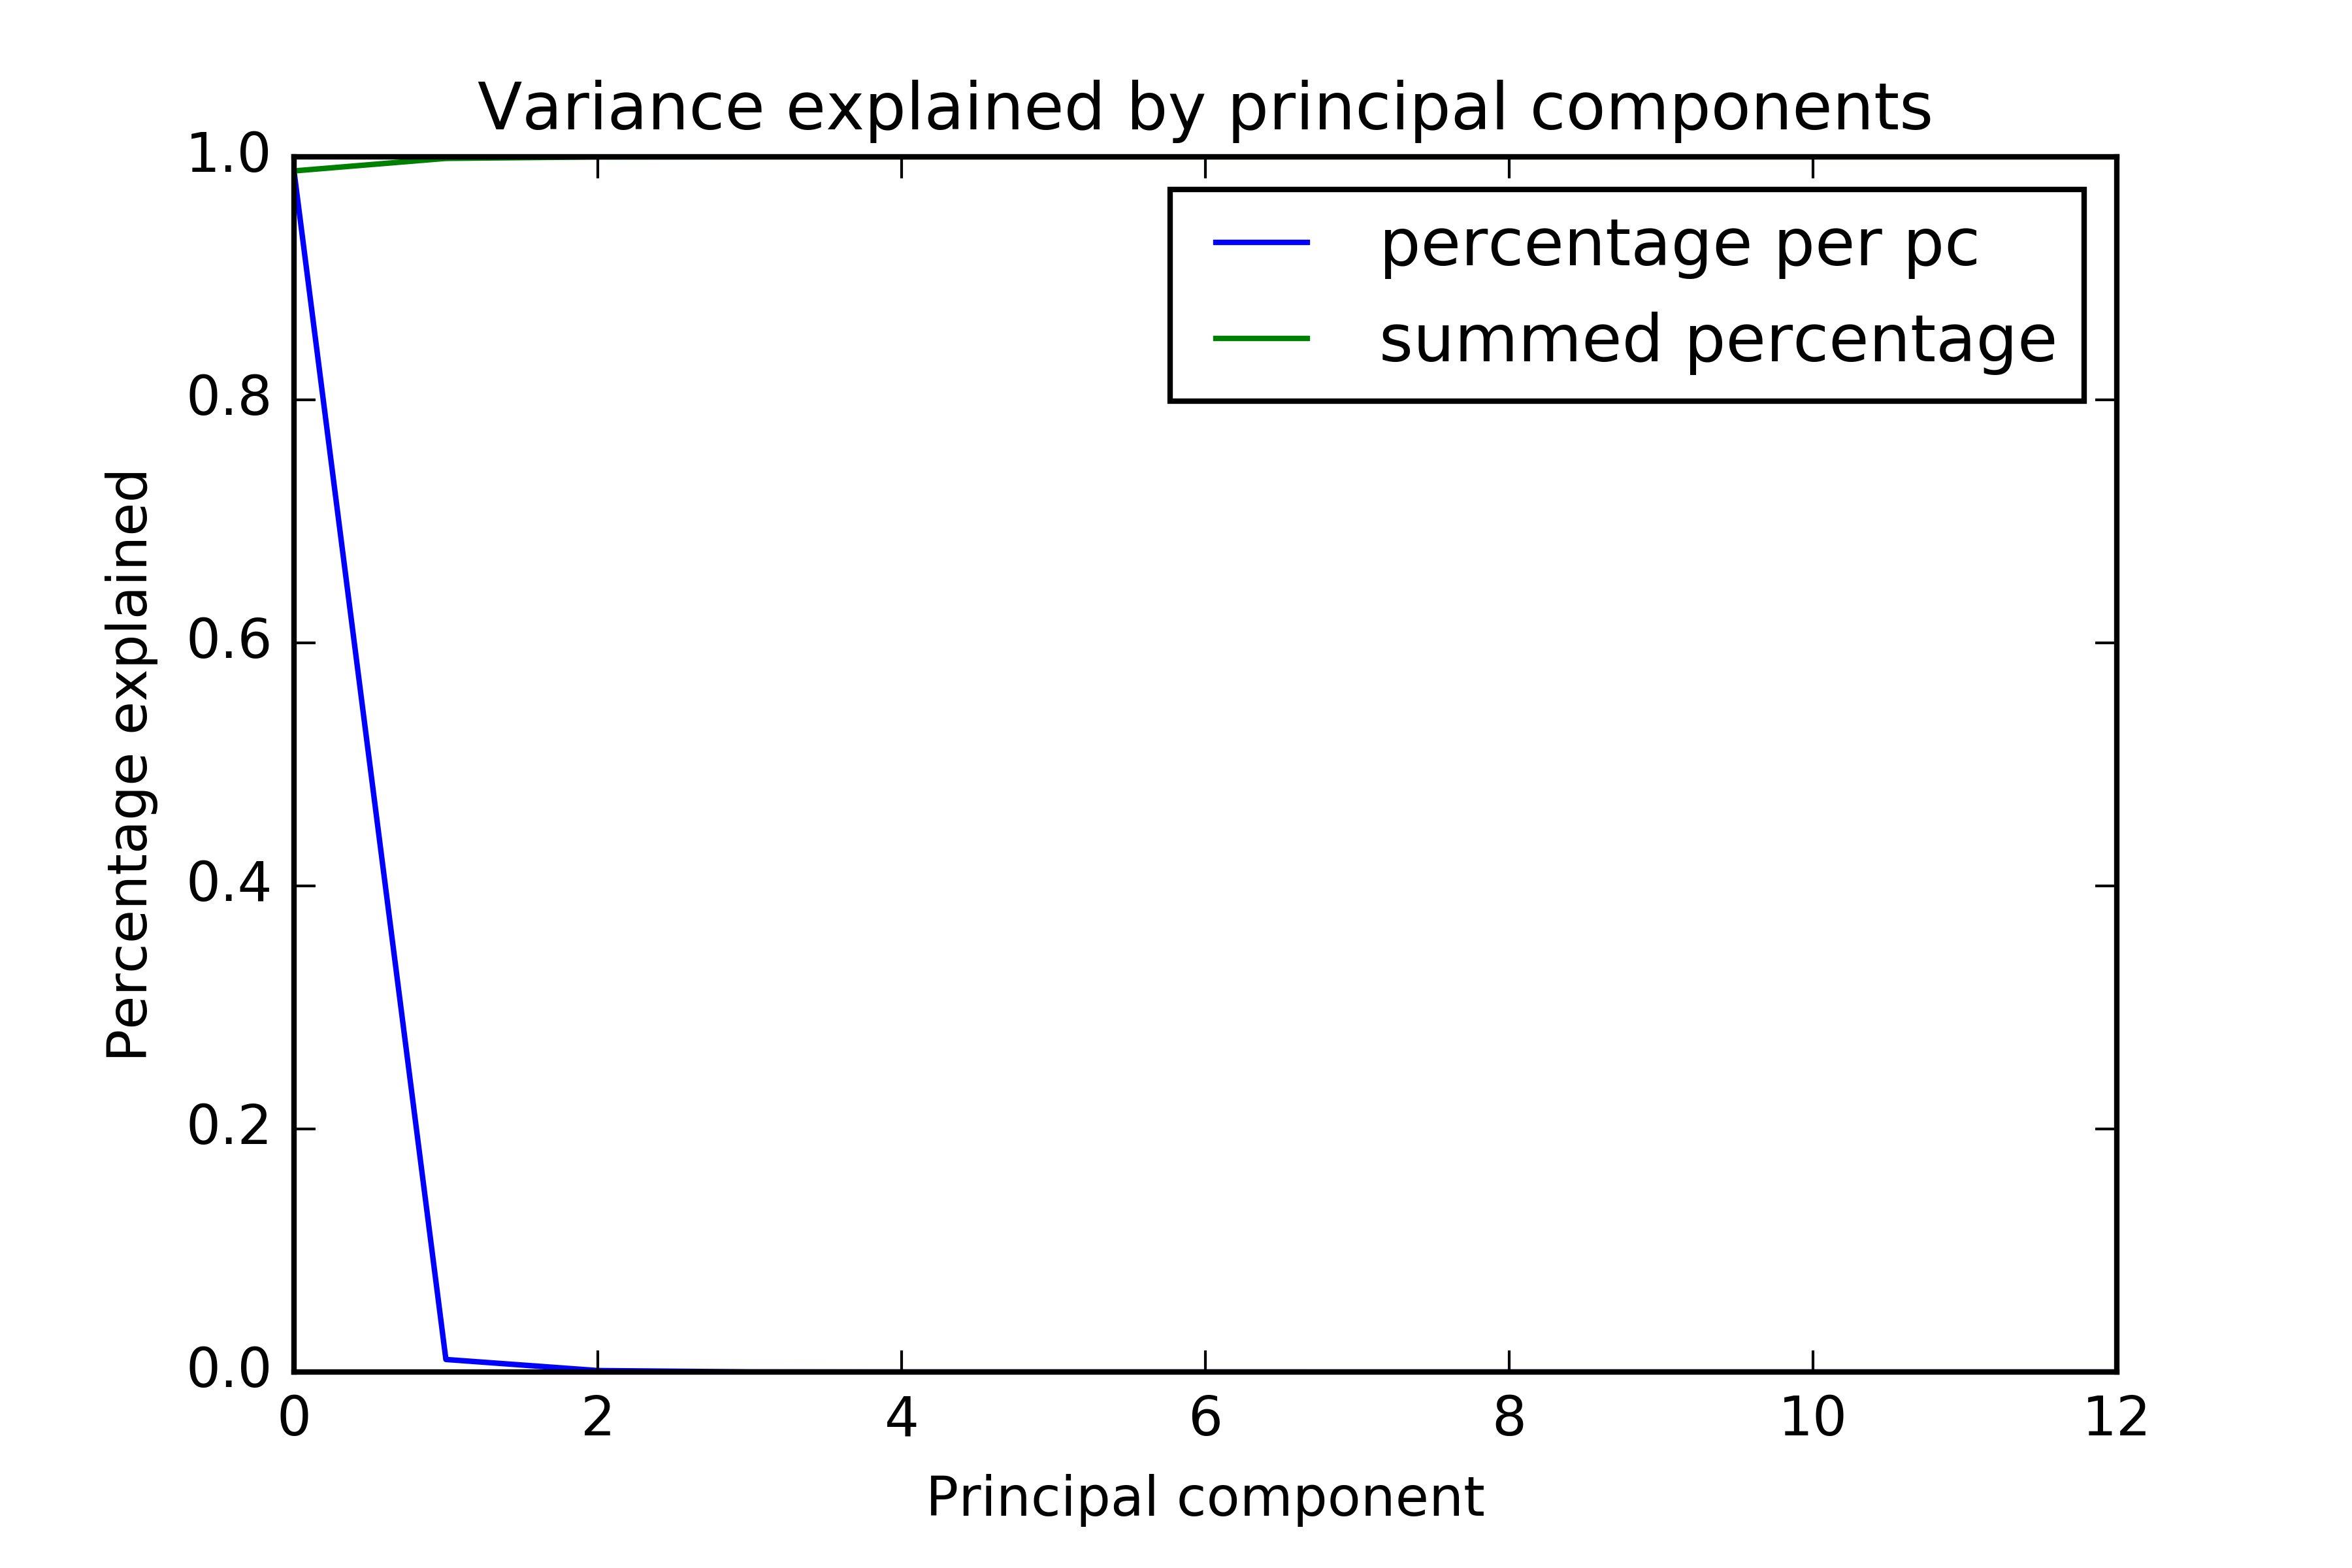 Variance explained by principal components
1.0
0.8
0.6
0.4
0.2
0.0
Percentage explained
percentage per pc
summed percentage
0 2 4 6 8 10 12
Principal component